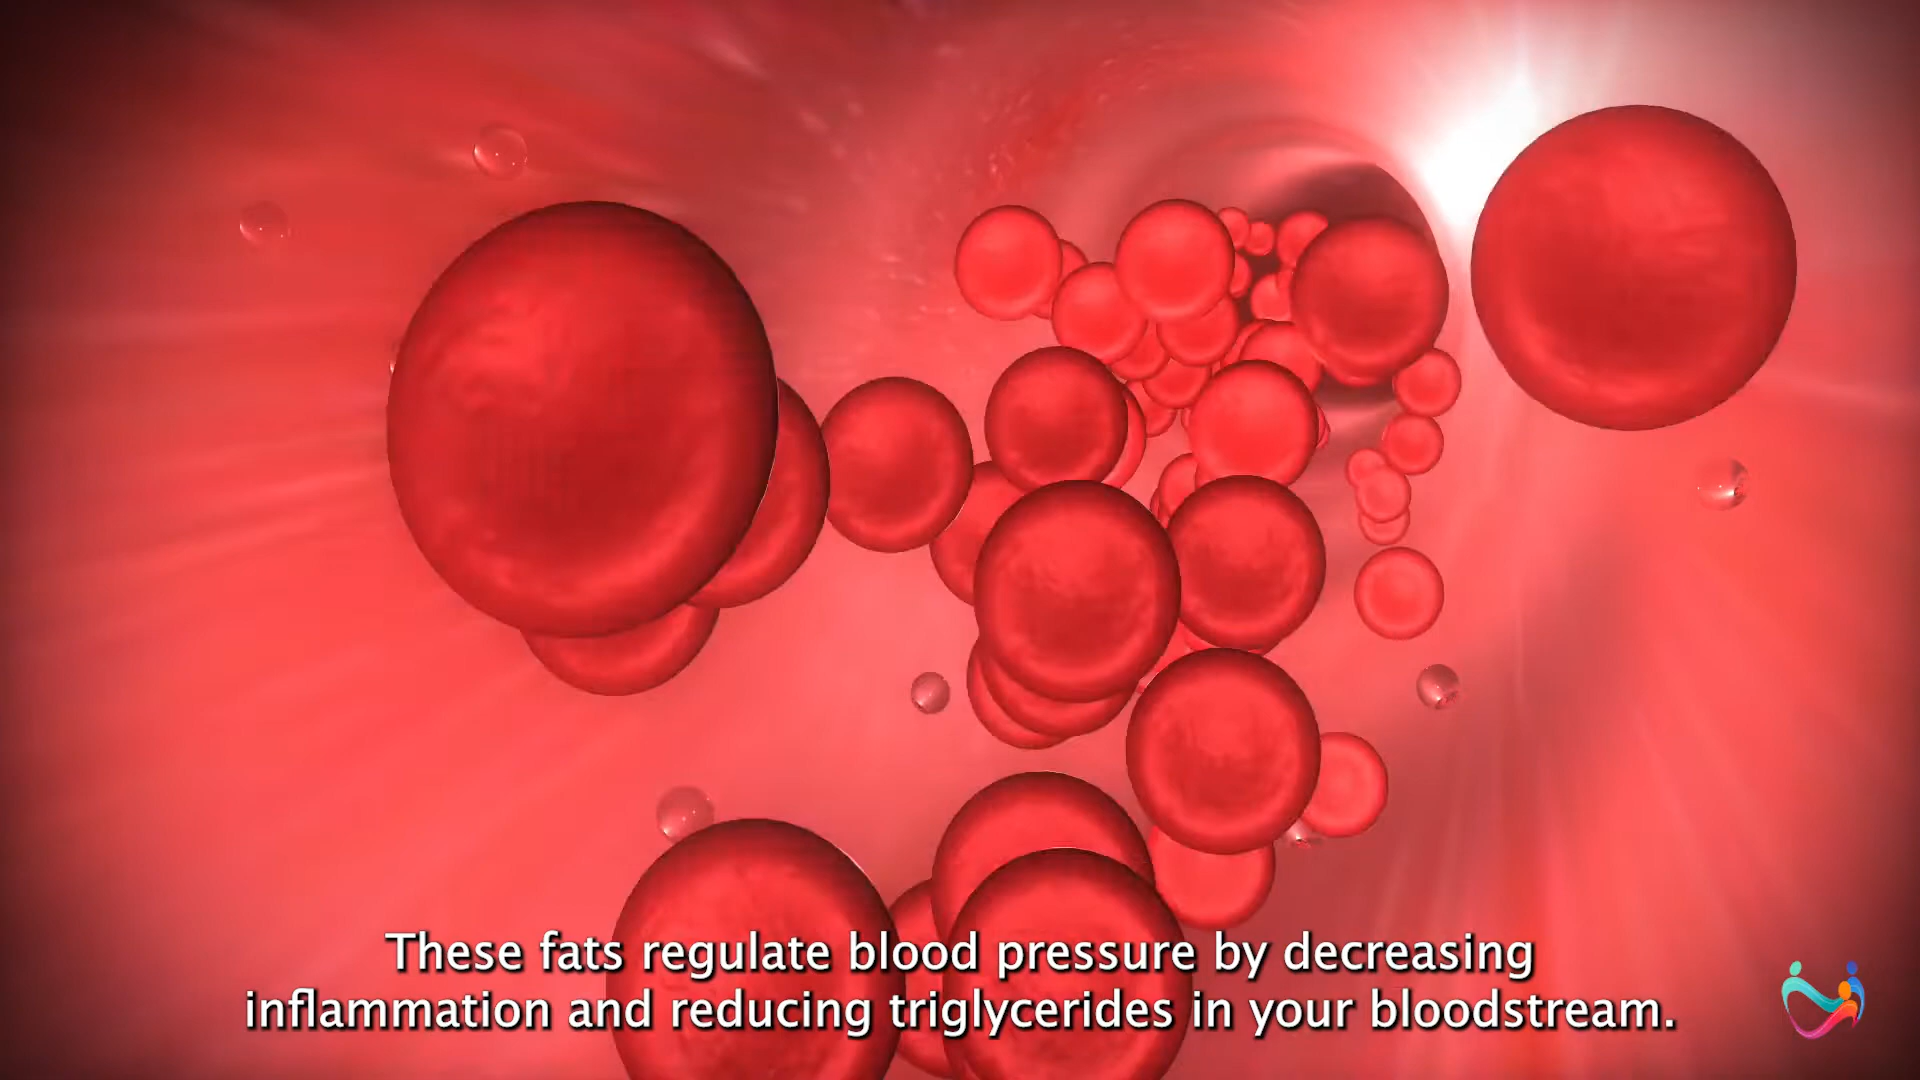 These fats regulate blood pressure by decreasing
inflammation and reducing triglycerides in your bloodstream.